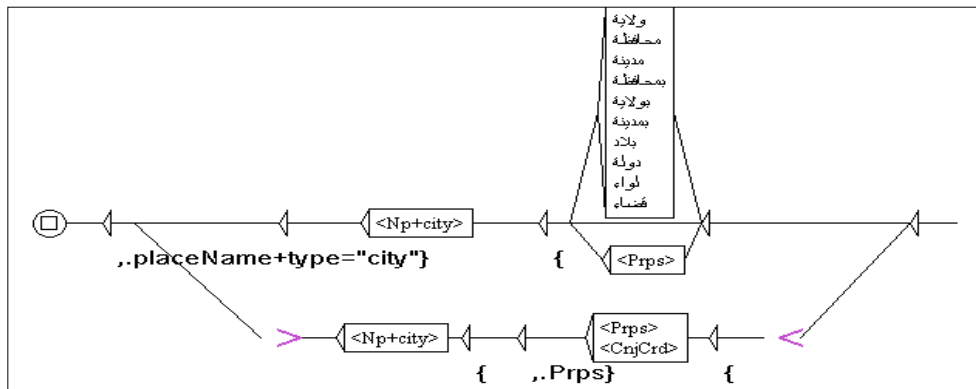 ولاية
محافظة
مدينة
بمحافظة
بولاية
بمدينة
بلاد
دولة
لواء
قضاء
<Np+city>
,.placeName+type="city"}
{
<Prps>
<Np+city>
<Prps>
<CnjCrd>
{
,.Prps}
{